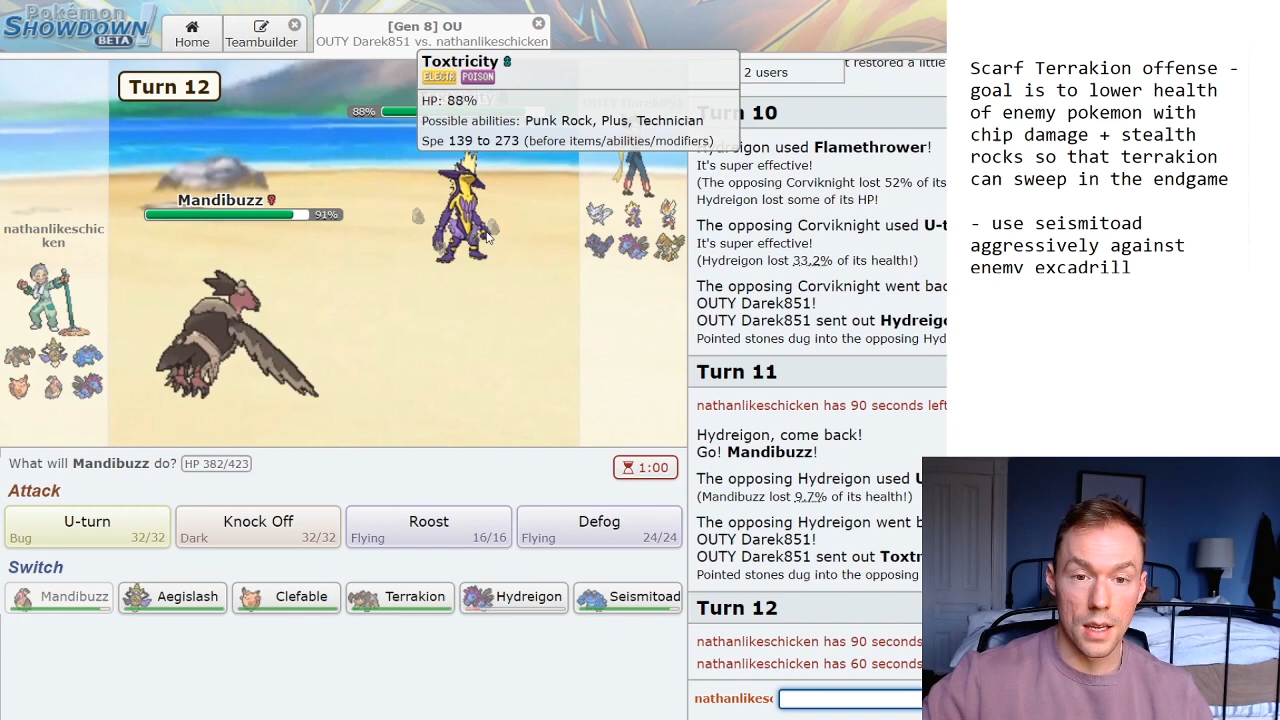 Pokémon
SHOWDOWN!
BETA
Home
Teambuilder
[Gen 8] OU
OUTY Darek851 vs. nathanlikeschicken
Turn 12
Toxtricity
POISON
HP: 88%
Possible abilities: Punk Rock, Plus, Technician
Spe 139 to 273 (before items/abilities/modifiers)
88%
Mandibuzz
91%
nathanlikeschic
ken
2 users
t restored a little
Turn 10
Hydreigon used Flamethrower!
It's super effective!
(The opposing Corviknight lost 52% of its
Hydreigon lost some of its HP!
The opposing Corviknight used U-t
It's super effective!
(Hydreigon lost 33.2% of its health!)
The opposing Corviknight went bac
OUTY Darek851!
OUTY Darek851 sent out Hydreigo
Pointed stones dug into the opposing Hyd
Turn 11
nathanlikeschicken has 90 seconds left
Hydreigon, come back!
Go! Mandibuzz!
The opposing Hydreigon used U
(Mandibuzz lost 9.7% of its health!)
The opposing Hydreigon went b
OUTY Darek851!
OUTY Darek851 sent out Toxtr
Pointed stones dug into the opposing
Turn 12
nathanlikeschicken has 90 seconds
nathanlikeschicken has 60 seconds
nathanlikesc
What will Mandibuzz do? HP 382/423
1:00
Attack
U-turn
Bug 32/32
Knock Off
Dark 32/32
Roost
Flying 16/16
Defog
Flying 24/24
Switch
Mandibuzz
Aegislash
Clefable
Terrakion
Hydreigon
Seismitoad
Scarf Terrakion offense -
goal is to lower health
of enemy pokemon with
chip damage + stealth
rocks so that terrakion
can sweep in the endgame
- use seismitoad
aggressively against
enemy excadrill